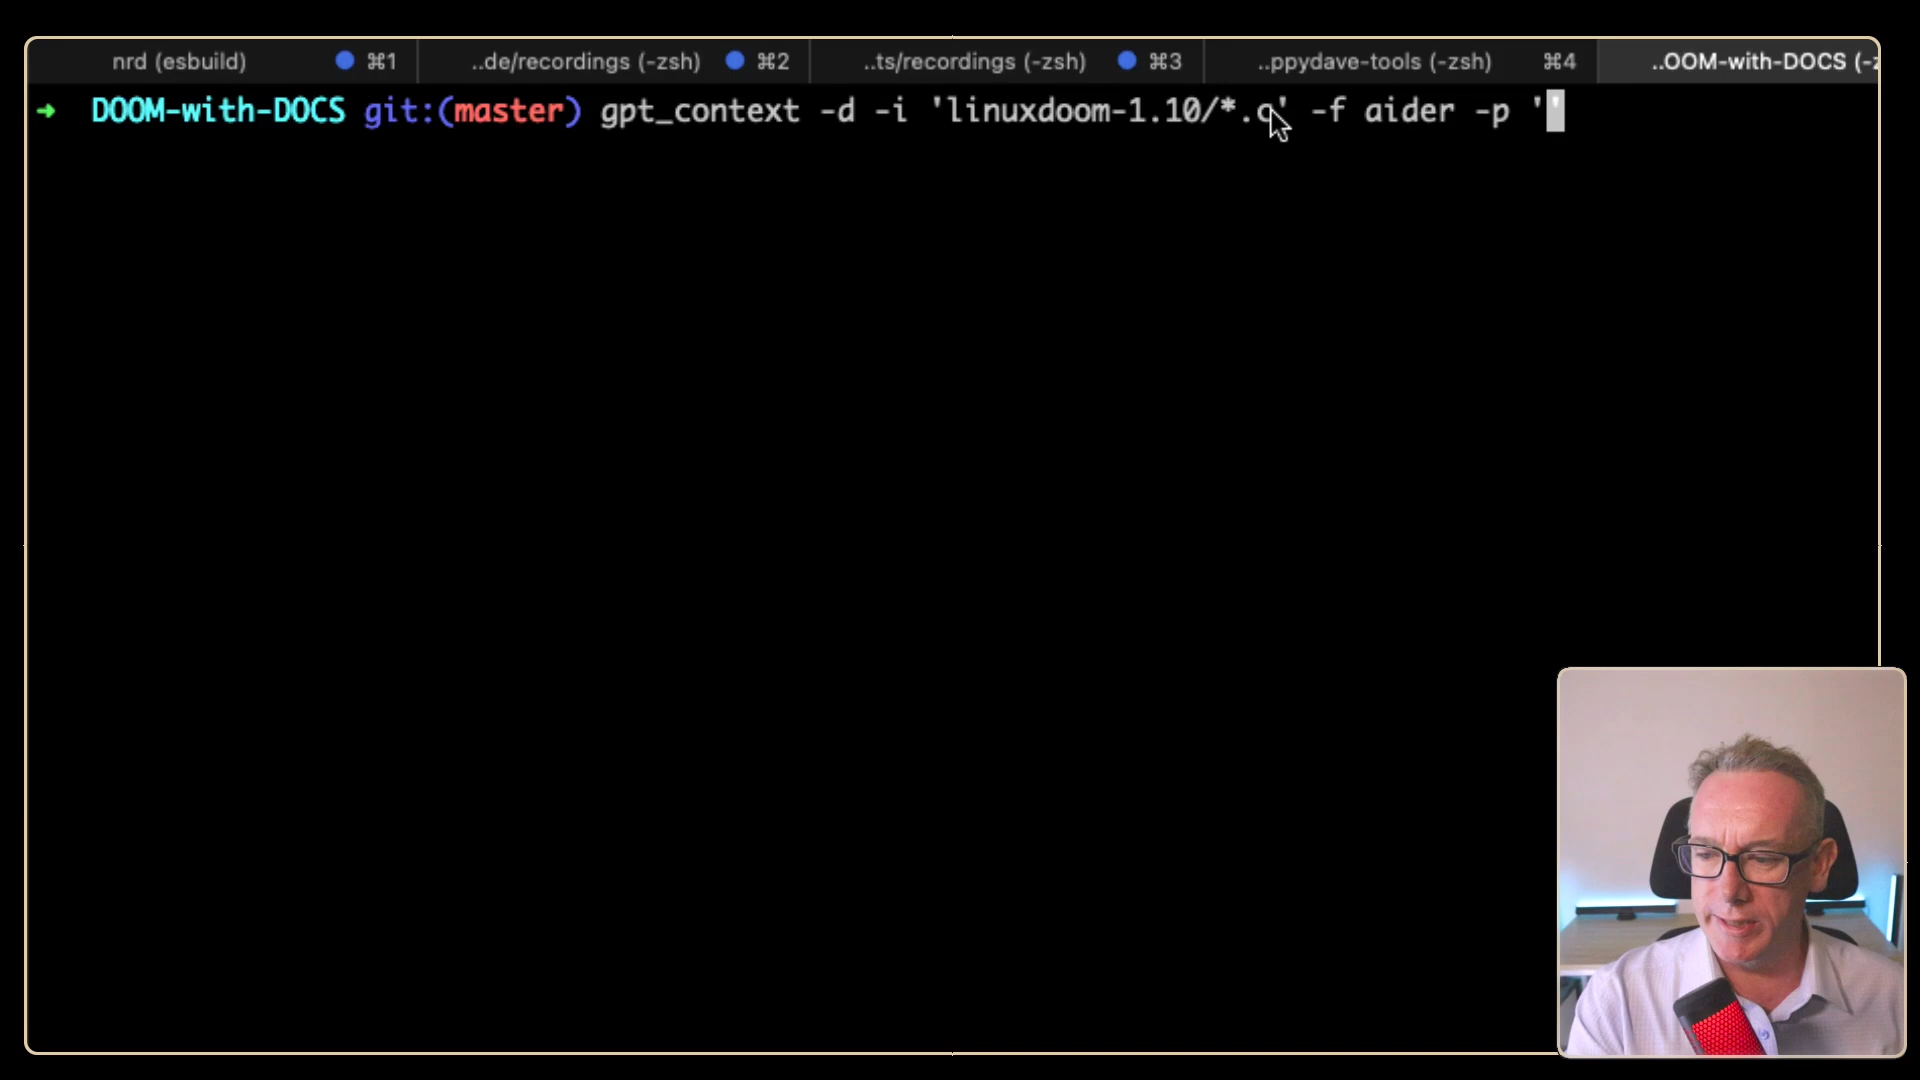 nrd (esbuild) ⌘1 ..de/recordings (-zsh) ⌘2 ..ts/recordings (-zsh) ⌘3 ..ppydave-tools (-zsh) ⌘4 ..OOM-with-DOCS (-z
➜ DOOM-with-DOCS git:(master) gpt_context -d -i 'linuxdoom-1.10/*.c' -f aider -p ''